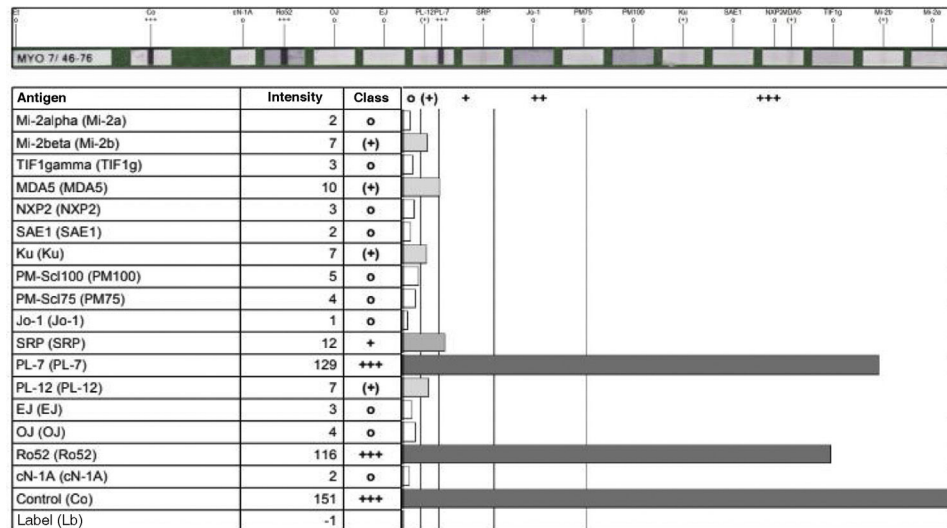 Co cN-1A Ro52 OJ EJ PL-12 PL-7 SRP Jo-1 PM75 PM100 Ku SAE1 NXP2 MDA5 TIF1g Mi-2b Mi-2a
o +++ o +++ o o (+) +++ + o o o (+) o o (+) o (+) o
MYO 7/ 46-76
Antigen Intensity Class o (+) + ++ +++
Mi-2alpha (Mi-2a) 2 o
Mi-2beta (Mi-2b) 7 (+)
TIF1gamma (TIF1g) 3 o
MDA5 (MDA5) 10 (+)
NXP2 (NXP2) 3 o
SAE1 (SAE1) 2 o
Ku (Ku) 7 (+)
PM-Scl100 (PM100) 5 o
PM-Scl75 (PM75) 4 o
Jo-1 (Jo-1) 1 o
SRP (SRP) 12 +
PL-7 (PL-7) 129 +++
PL-12 (PL-12) 7 (+)
EJ (EJ) 3 o
OJ (OJ) 4 o
Ro52 (Ro52) 116 +++
cN-1A (cN-1A) 2 o
Control (Co) 151 +++
Label (Lb) -1